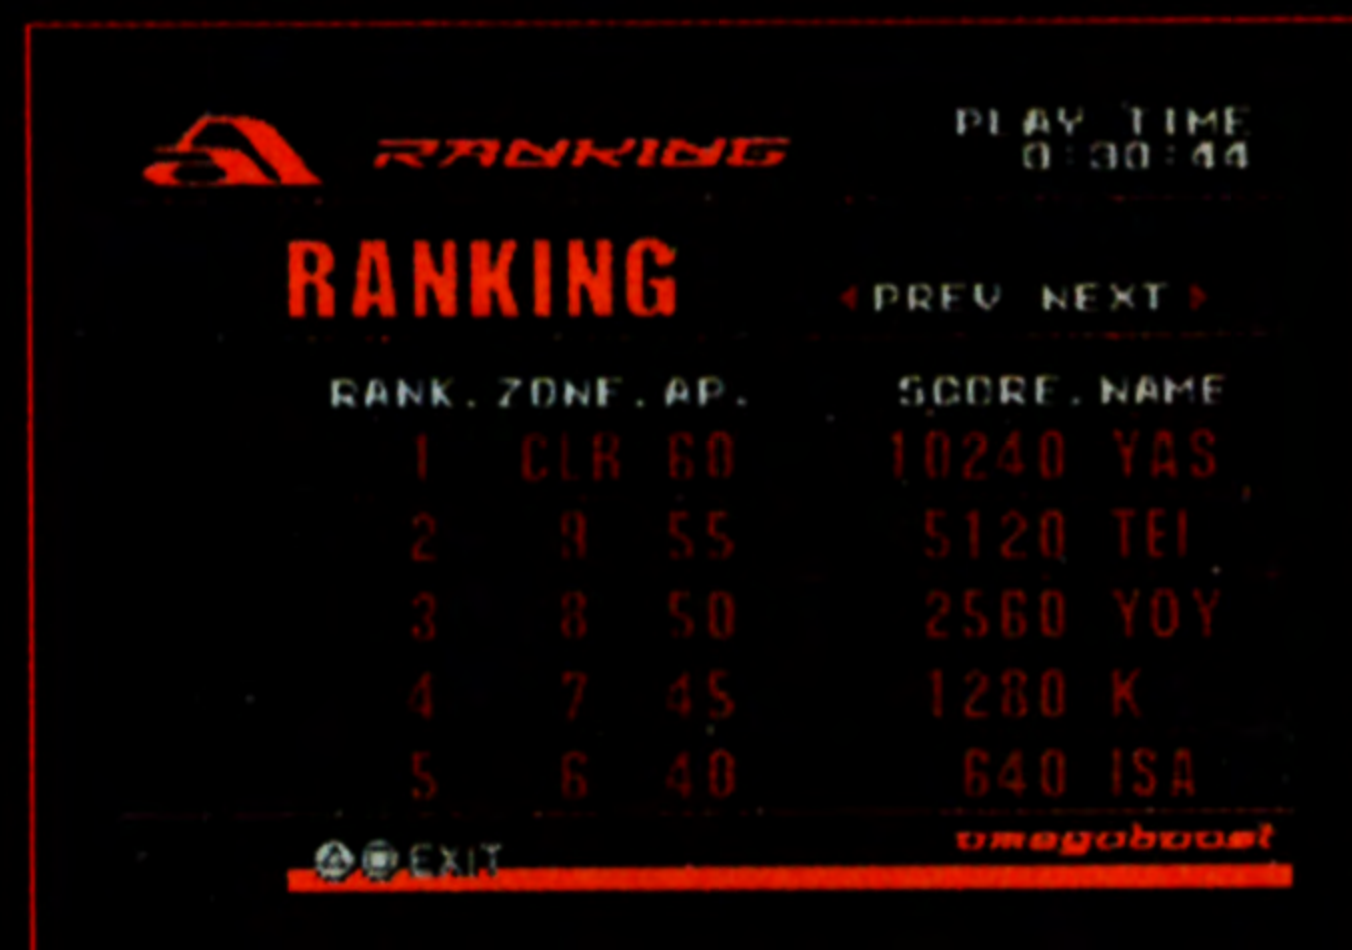 RANKING
PLAY TIME
0:30:44
RANKING
PREV NEXT
RANK. ZONE. AP. SCORE. NAME
1 CLR 60 10240 YAS
2 9 55 5120 TEI
3 8 50 2560 YOY
4 7 45 1280 K
5 6 40 640 ISA
omegaboost
EXIT